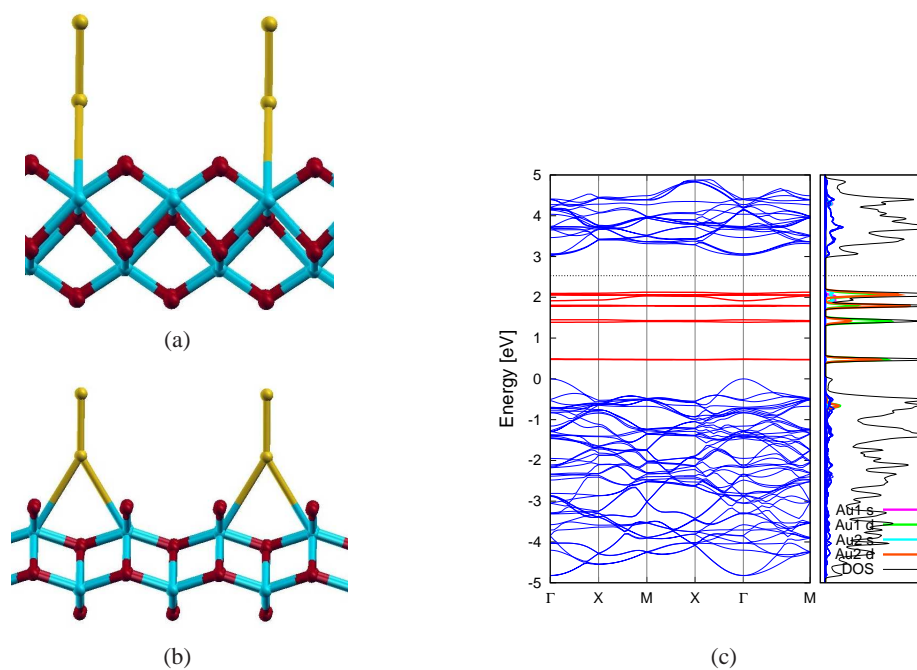 (a)
(b)
Energy [eV]
5
4
3
2
1
0
-1
-2
-3
-4
-5
Γ X M X Γ M
Au1 s
Au1 d
Au2 s
Au2 d
DOS
(c)